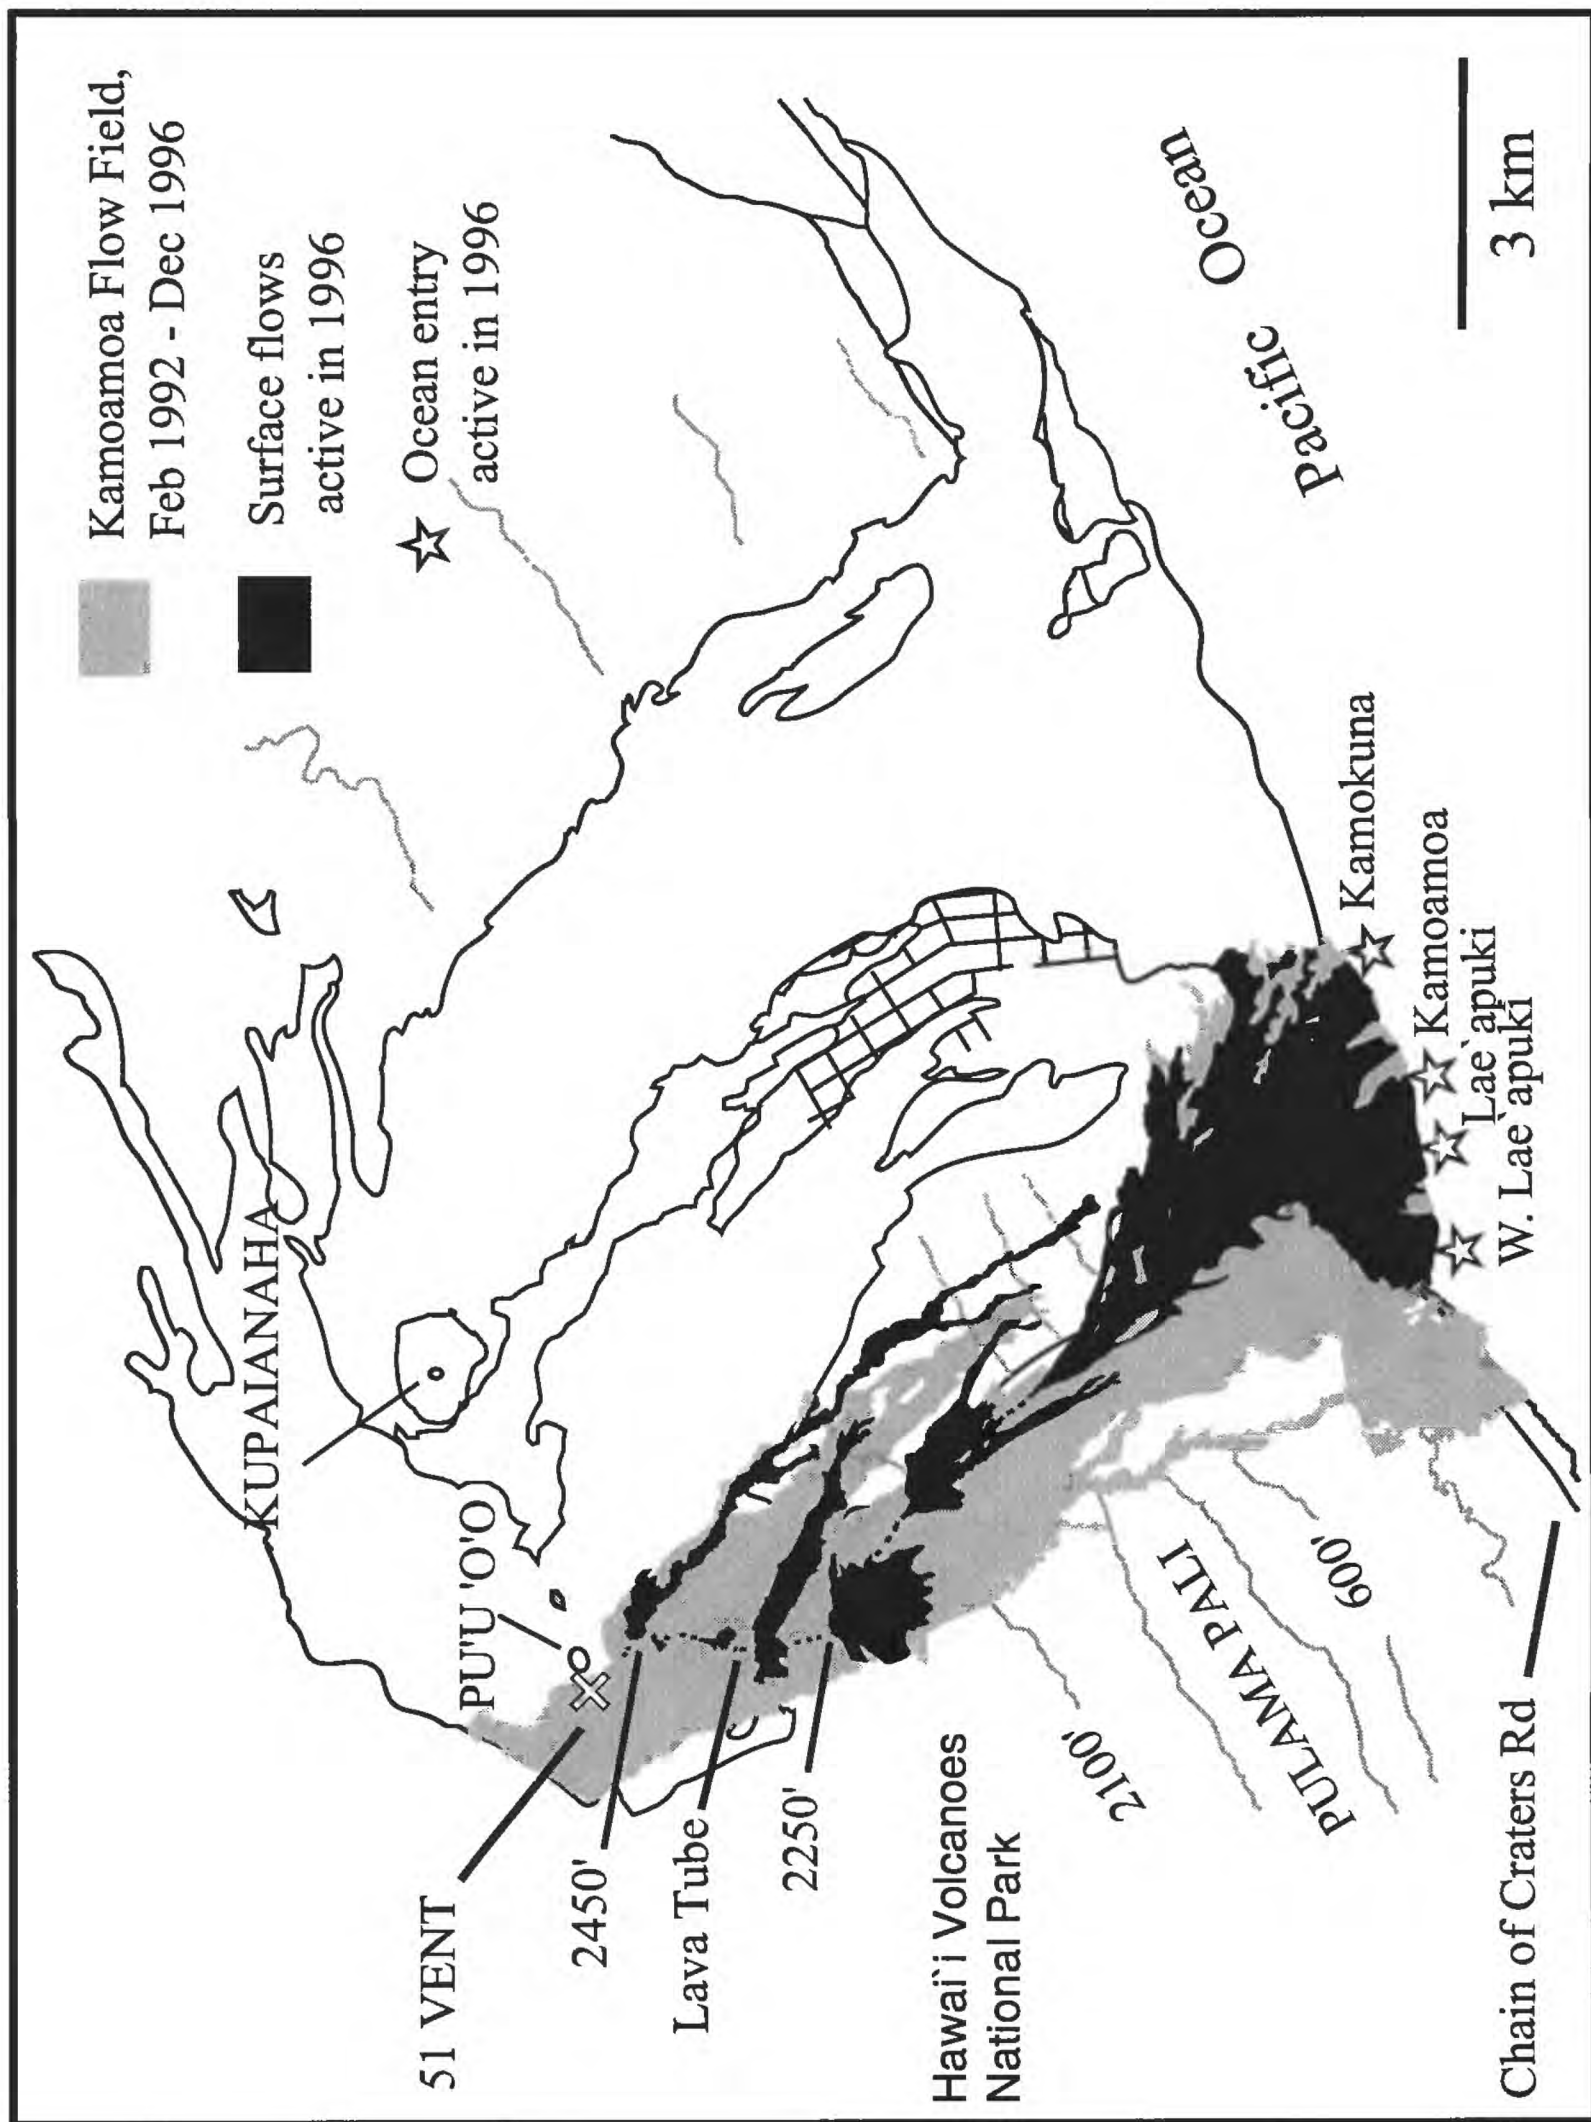 Kamoamoa Flow Field,
Feb 1992 - Dec 1996
Surface flows
active in 1996
Ocean entry
active in 1996
KUPAIANAHA
PU'U 'O'O
51 VENT
2450'
Lava Tube
2250'
Hawai`i Volcanoes
National Park
2100'
PULAMA PALI
600'
Chain of Craters Rd
Kamokuna
Kamoamoa
Lae`apuki
W. Lae`apuki
Pacific Ocean
3 km